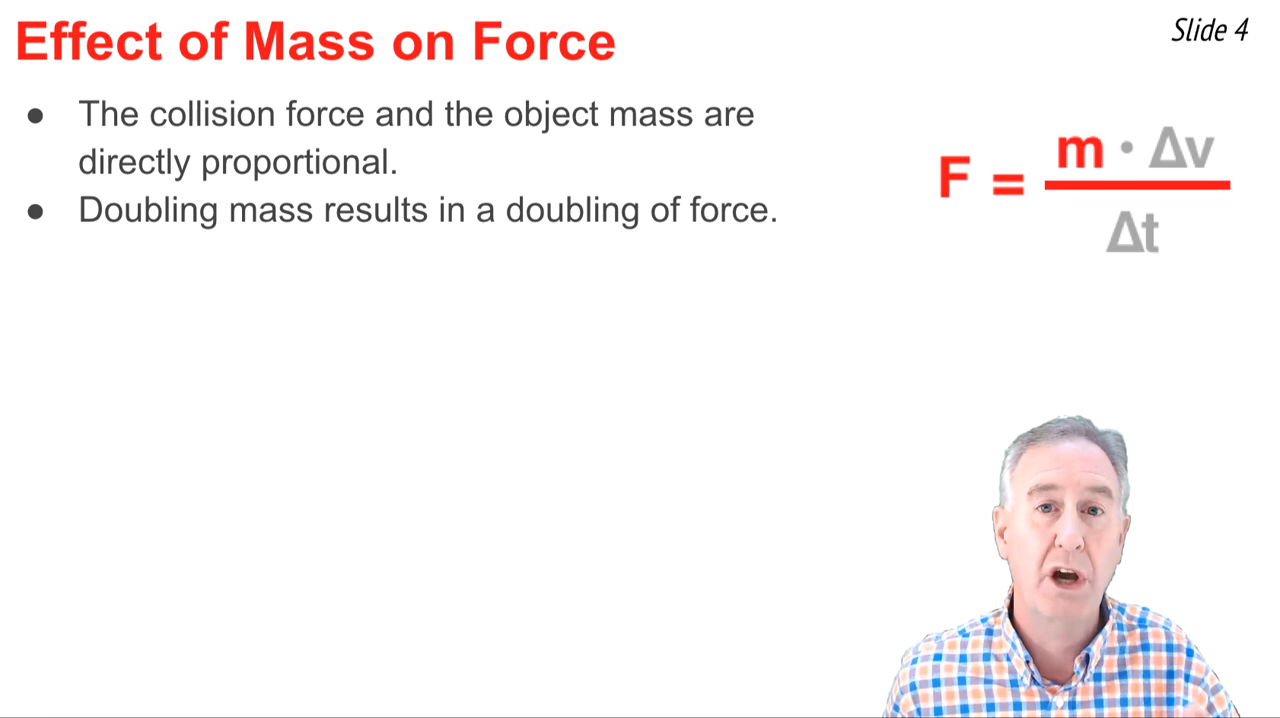 Effect of Mass on Force
Slide 4
● The collision force and the object mass are
directly proportional.
● Doubling mass results in a doubling of force.
F = m · Δv
Δt